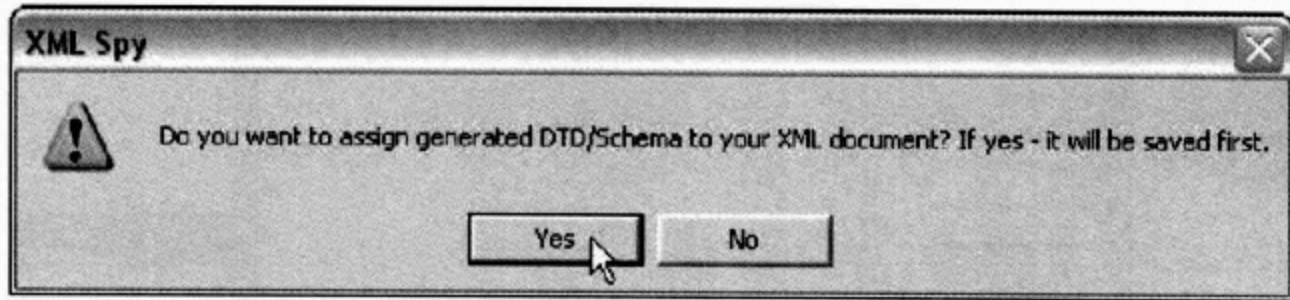 XML Spy
Do you want to assign generated DTD/Schema to your XML document? If yes - it will be saved first.
Yes
No